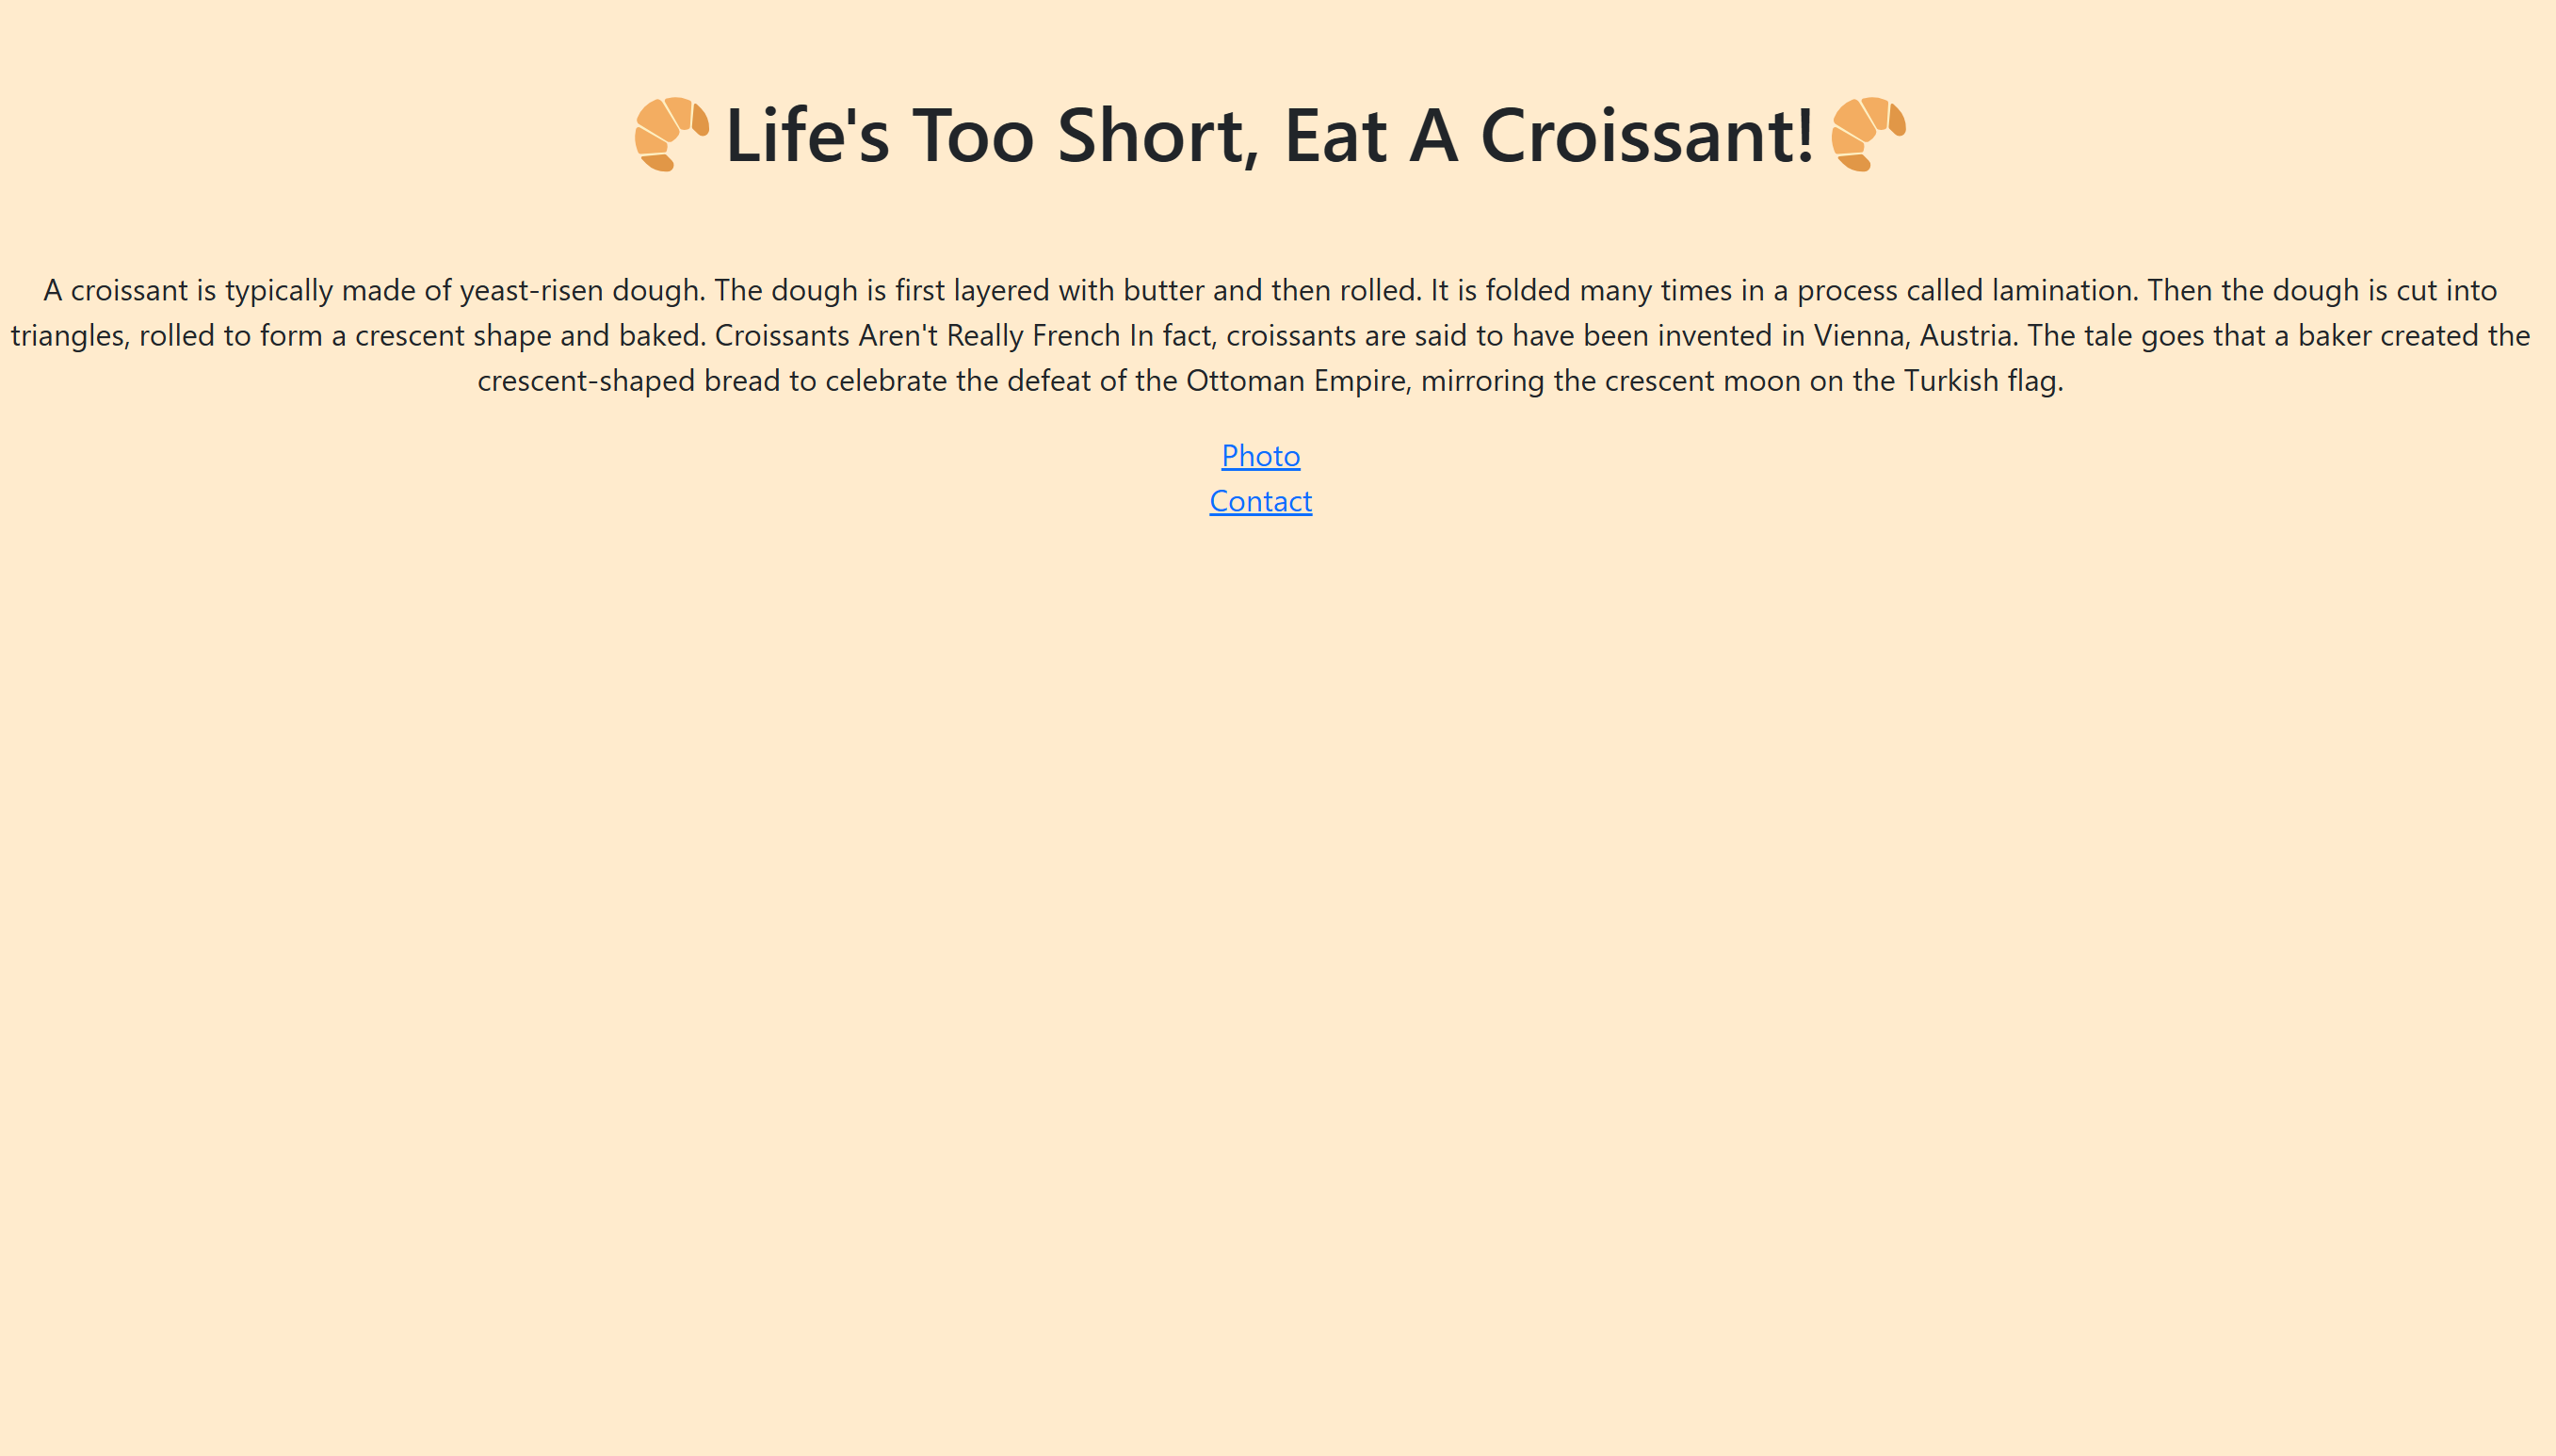 🥐Life's Too Short, Eat A Croissant!🥐
A croissant is typically made of yeast-risen dough. The dough is first layered with butter and then rolled. It is folded many times in a process called lamination. Then the dough is cut into
triangles, rolled to form a crescent shape and baked. Croissants Aren't Really French In fact, croissants are said to have been invented in Vienna, Austria. The tale goes that a baker created the
crescent-shaped bread to celebrate the defeat of the Ottoman Empire, mirroring the crescent moon on the Turkish flag.
Photo
Contact